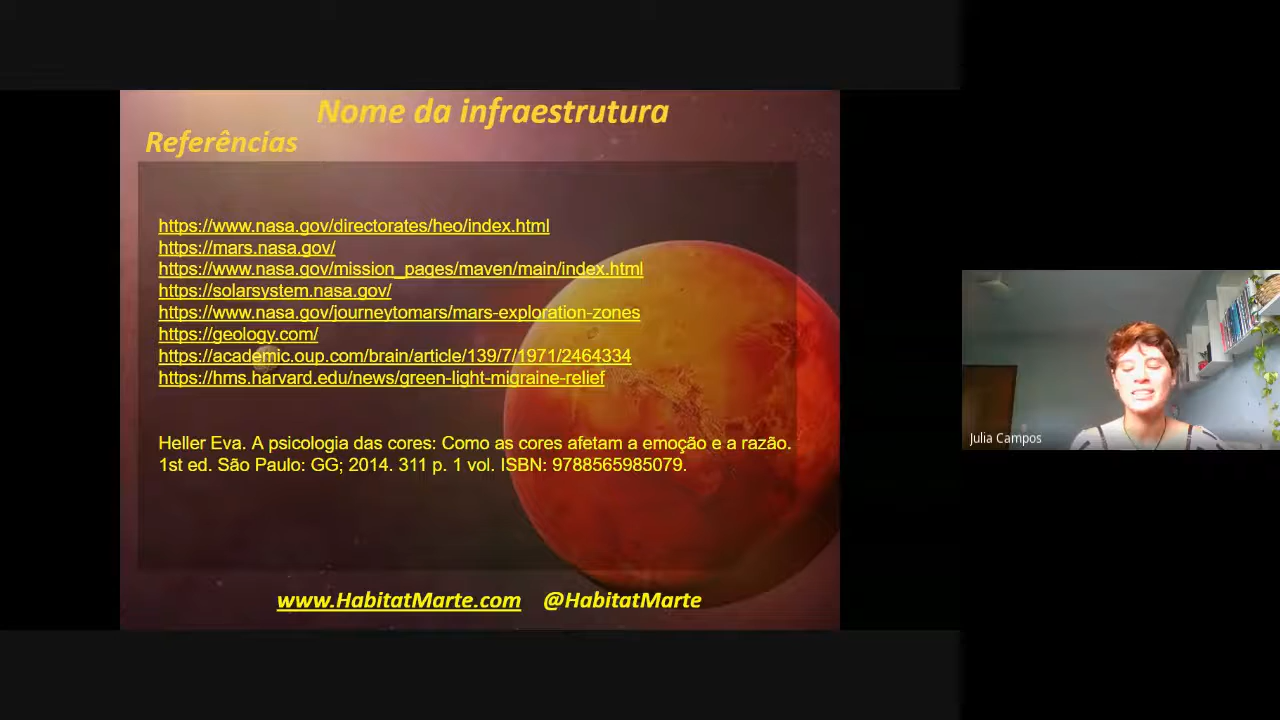 Nome da infraestrutura
Referências
https://www.nasa.gov/directorates/heo/index.html
https://mars.nasa.gov/
https://www.nasa.gov/mission_pages/maven/main/index.html
https://solarsystem.nasa.gov/
https://www.nasa.gov/journeytomars/mars-exploration-zones
https://geology.com/
https://academic.oup.com/brain/article/139/7/1971/2464334
https://hms.harvard.edu/news/green-light-migraine-relief
Heller Eva. A psicologia das cores: Como as cores afetam a emoção e a razão.
1st ed. São Paulo: GG; 2014. 311 p. 1 vol. ISBN: 9788565985079.
www.HabitatMarte.com @HabitatMarte
Julia Campos